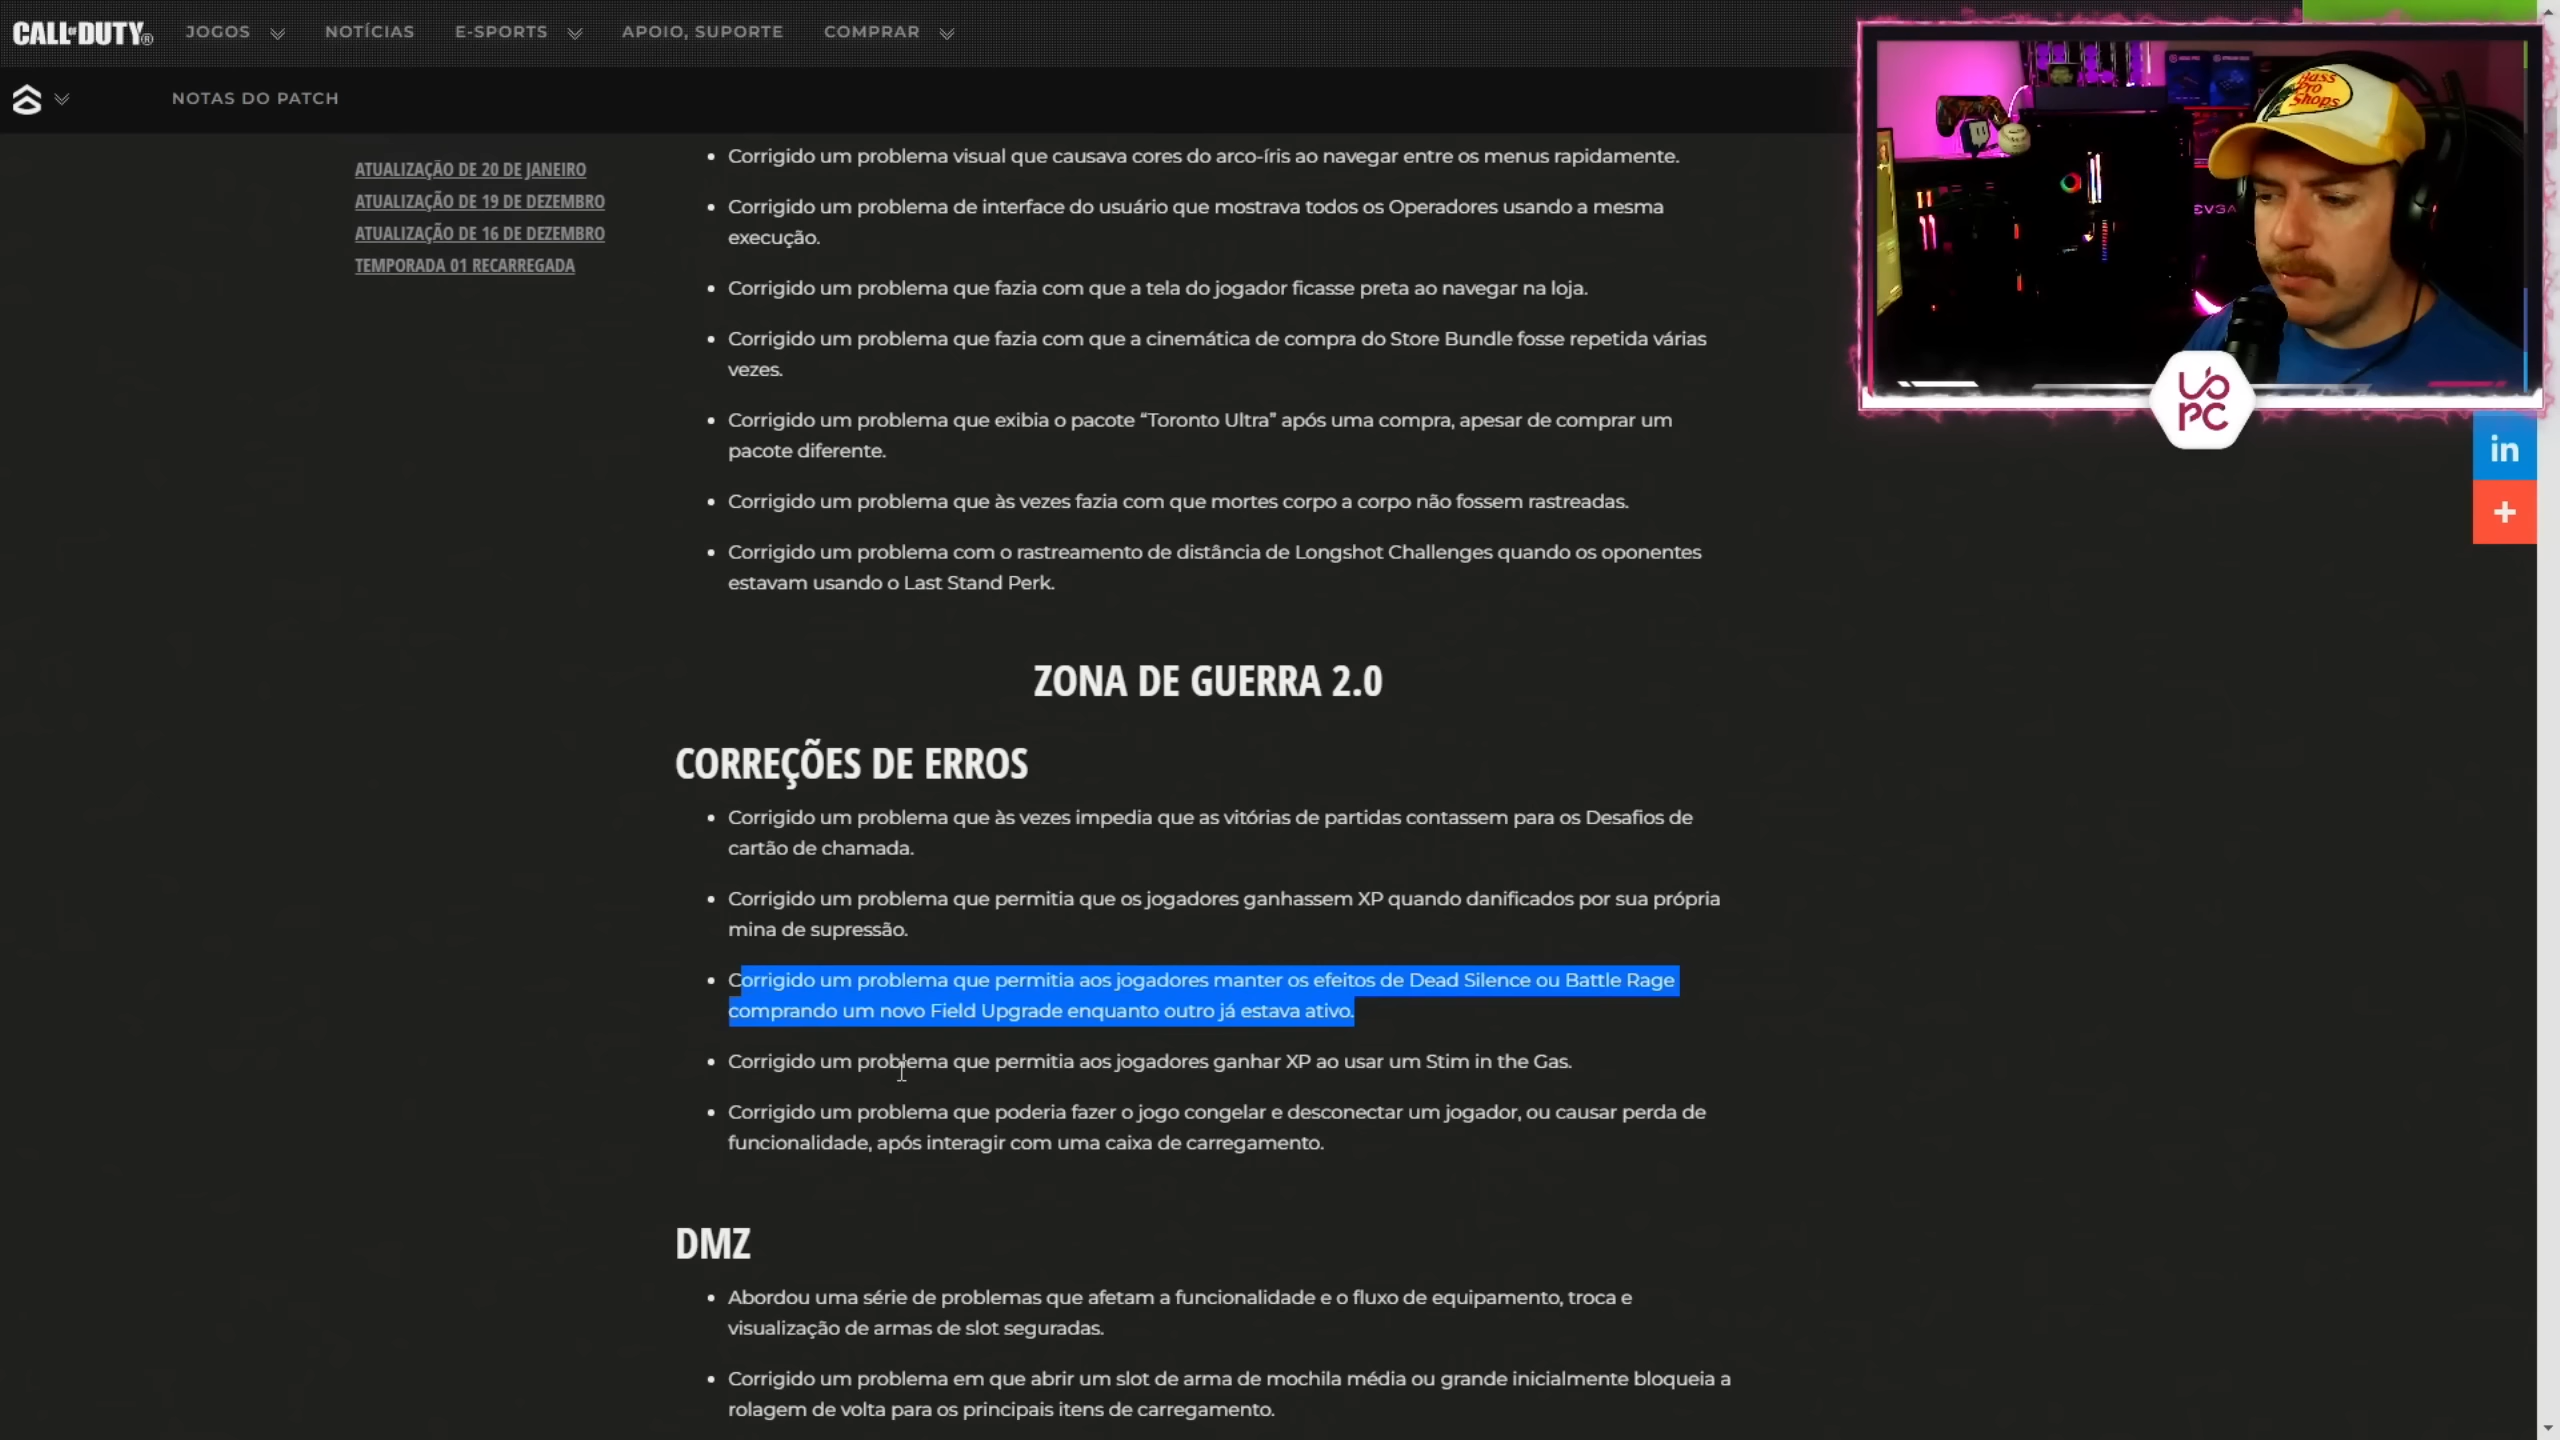 CALL OF DUTY®
JOGOS
NOTÍCIAS
E-SPORTS
APOIO, SUPORTE
COMPRAR
NOTAS DO PATCH
ATUALIZAÇÃO DE 20 DE JANEIRO
ATUALIZAÇÃO DE 19 DE DEZEMBRO
ATUALIZAÇÃO DE 16 DE DEZEMBRO
TEMPORADA 01 RECARREGADA
Corrigido um problema visual que causava cores do arco-íris ao navegar entre os menus rapidamente.
Corrigido um problema de interface do usuário que mostrava todos os Operadores usando a mesma
execução.
Corrigido um problema que fazia com que a tela do jogador ficasse preta ao navegar na loja.
Corrigido um problema que fazia com que a cinemática de compra do Store Bundle fosse repetida várias
vezes.
Corrigido um problema que exibia o pacote “Toronto Ultra” após uma compra, apesar de comprar um
pacote diferente.
Corrigido um problema que às vezes fazia com que mortes corpo a corpo não fossem rastreadas.
Corrigido um problema com o rastreamento de distância de Longshot Challenges quando os oponentes
estavam usando o Last Stand Perk.
ZONA DE GUERRA 2.0
CORREÇÕES DE ERROS
Corrigido um problema que às vezes impedia que as vitórias de partidas contassem para os Desafios de
cartão de chamada.
Corrigido um problema que permitia que os jogadores ganhassem XP quando danificados por sua própria
mina de supressão.
Corrigido um problema que permitia aos jogadores manter os efeitos de Dead Silence ou Battle Rage
comprando um novo Field Upgrade enquanto outro já estava ativo.
Corrigido um problema que permitia aos jogadores ganhar XP ao usar um Stim in the Gas.
Corrigido um problema que poderia fazer o jogo congelar e desconectar um jogador, ou causar perda de
funcionalidade, após interagir com uma caixa de carregamento.
DMZ
Abordou uma série de problemas que afetam a funcionalidade e o fluxo de equipamento, troca e
visualização de armas de slot seguradas.
Corrigido um problema em que abrir um slot de arma de mochila média ou grande inicialmente bloqueia a
rolagem de volta para os principais itens de carregamento.
Bass
Pro
Shops
EVGA
UP
PC
in
+